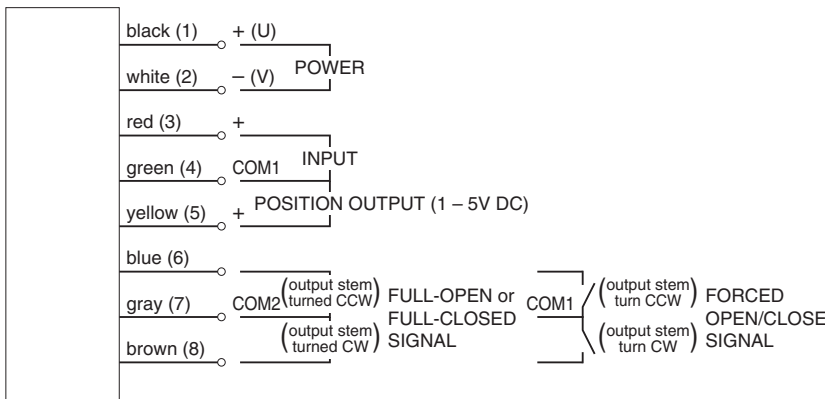 black (1) + (U)
POWER
white (2) – (V)
red (3) +
INPUT
green (4) COM1
POSITION OUTPUT (1 – 5V DC)
yellow (5) +
blue (6)
gray (7) COM2
brown (8)
(output stem
turned CCW)
(output stem
turned CW)
FULL-OPEN or
FULL-CLOSED
SIGNAL
COM1
(output stem
turn CCW)
(output stem
turn CW)
FORCED
OPEN/CLOSE
SIGNAL